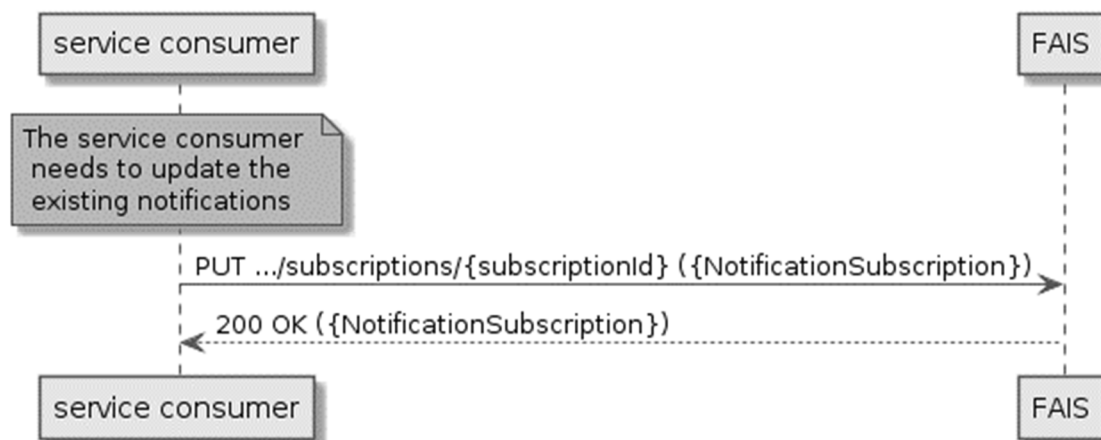 service consumer
FAIS
The service consumer
needs to update the
existing notifications
PUT .../subscriptions/{subscriptionId} ({NotificationSubscription})
200 OK ({NotificationSubscription})
service consumer
FAIS